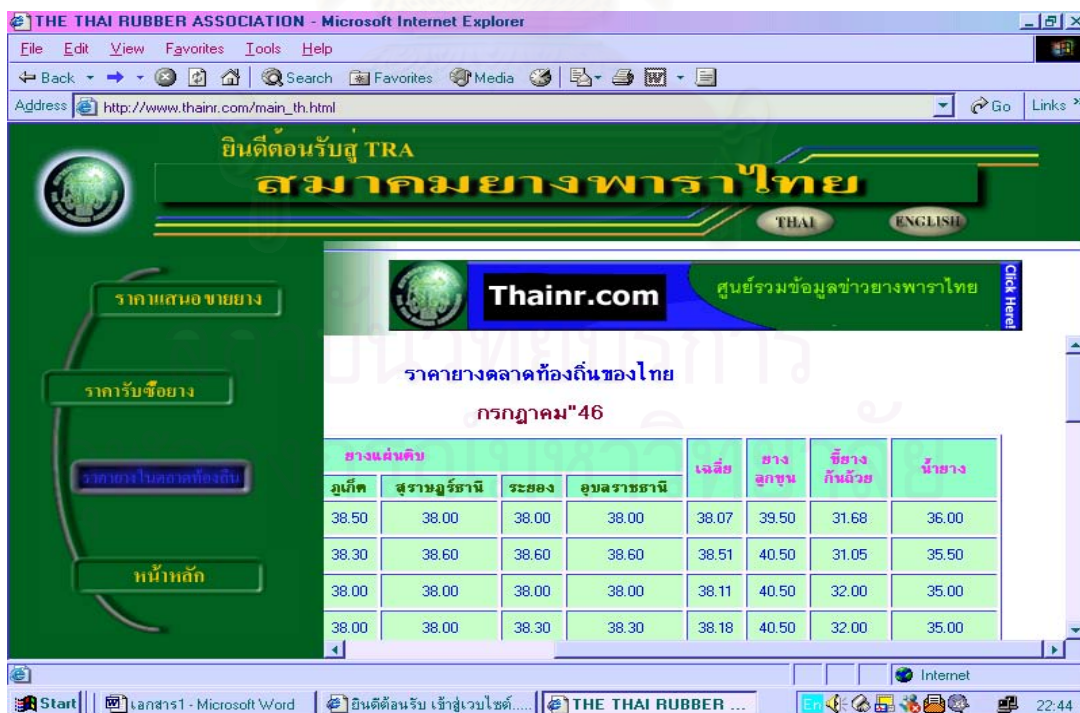 THE THAI RUBBER ASSOCIATION - Microsoft Internet Explorer
File Edit View Favorites Tools Help
Back Search Favorites Media
Address http://www.thainr.com/main_th.html Go Links »
ยินดีต้อนรับสู่ TRA
สมาคมยางพาราไทย
THAI ENGLISH
ราคาเสนอขายยาง
ราคารับซื้อยาง
ราคายางในตลาดท้องถิ่น
หน้าหลัก
Thainr.com
ศูนย์รวมข้อมูลข่าวยางพาราไทย
Click Here!
ราคายางตลาดท้องถิ่นของไทย
กรกฎาคม"46
ยางแผ่นดิบ เฉลี่ย ยางลูกขุน ขี้ยางก้นถ้วย น้ำยาง
ภูเก็ต สุราษฎร์ธานี ระยอง อุบลราชธานี
38.50 38.00 38.00 38.00 38.07 39.50 31.68 36.00
38.30 38.60 38.60 38.60 38.51 40.50 31.05 35.50
38.00 38.00 38.00 38.00 38.11 40.50 32.00 35.00
38.00 38.00 38.30 38.30 38.18 40.50 32.00 35.00
Internet
Start เอกสาร1 - Microsoft Word ยินดีต้อนรับ เข้าสู่เวบไซต์..... THE THAI RUBBER ... En 22:44